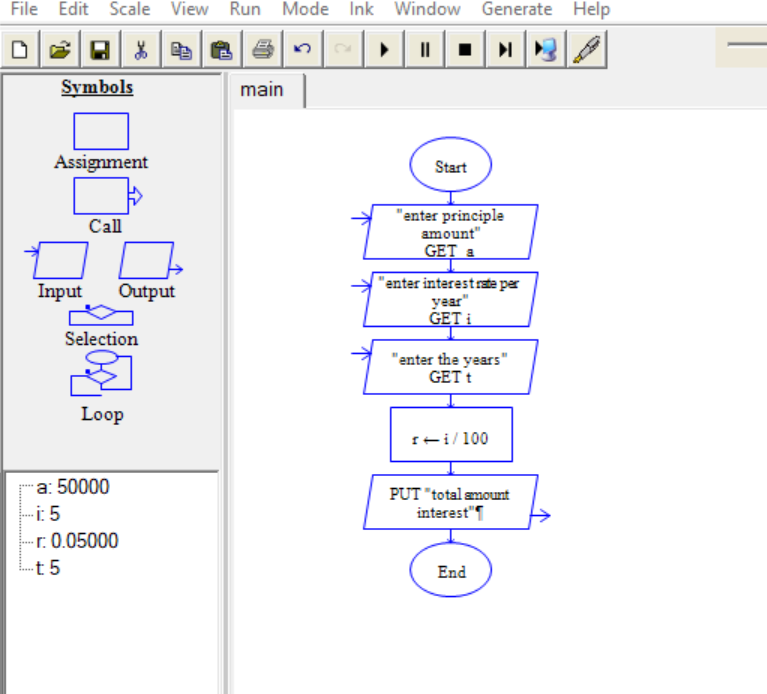 File Edit Scale View Run Mode Ink Window Generate Help
Symbols
Assignment
Call
Input Output
Selection
Loop
a: 50000
i: 5
r: 0.05000
t: 5
main
Start
"enter principle
amount"
GET a
"enter interest rate per
year"
GET i
"enter the years"
GET t
r ← i / 100
PUT "total amount
interest"¶
End